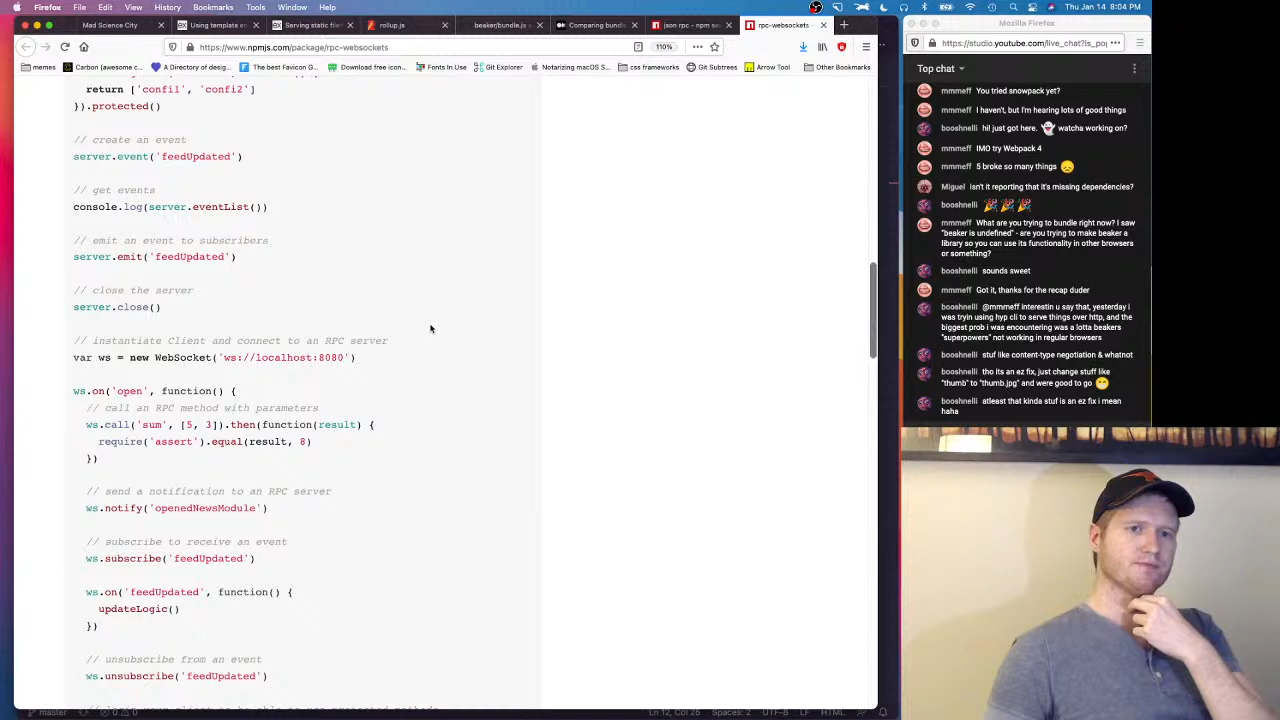 Firefox File Edit View History Bookmarks Tools Window Help
Thu Jan 14 8:04 PM
Mad Science City
Using template e
Serving static file
rollup.js
beaker/bundle.js
Comparing bundle
json rpc - npm se
rpc-websockets
https://www.npmjs.com/package/rpc-websockets
110%
memes
Carbon (awesome c
A Directory of desig
The best Favicon G
Download free icon
Fonts In Use
Git Explorer
Notarizing macOS
css frameworks
Git Subtrees
Arrow Tool
Other Bookmarks
return ['confi1', 'confi2']
}).protected()
// create an event
server.event('feedUpdated')
// get events
console.log(server.eventList())
// emit an event to subscribers
server.emit('feedUpdated')
// close the server
server.close()
// instantiate Client and connect to an RPC server
var ws = new WebSocket('ws://localhost:8080')
ws.on('open', function() {
// call an RPC method with parameters
ws.call('sum', [5, 3]).then(function(result) {
require('assert').equal(result, 8)
})
// send a notification to an RPC server
ws.notify('openedNewsModule')
// subscribe to receive an event
ws.subscribe('feedUpdated')
ws.on('feedUpdated', function() {
updateLogic()
})
// unsubscribe from an event
ws.unsubscribe('feedUpdated')
master
0
0
Ln 12, Col 25
Spaces: 2
UTF-8
LF
HTML
Mozilla Firefox
https://studio.youtube.com/live_chat?is_pop
Top chat
mmmeff You tried snowpack yet?
mmmeff I haven't, but I'm hearing lots of good things
booshnelli hi! just got here. 👻 watcha working on?
mmmeff IMO try Webpack 4
mmmeff 5 broke so many things 😞
Miguel isn't it reporting that it's missing dependencies?
booshnelli 🎉🎉🎉
mmmeff What are you trying to bundle right now? I saw
"beaker is undefined" - are you trying to make beaker a
library so you can use its functionality in other browsers
or something?
booshnelli sounds sweet
mmmeff Got it, thanks for the recap duder
booshnelli @mmmeff interestin u say that, yesterday i
was tryin using hyp cli to serve things over http, and the
biggest prob i was encountering was a lotta beakers
"superpowers" not working in regular browsers
booshnelli stuf like content-type negotiation & whatnot
booshnelli tho its an ez fix, just change stuff like
"thumb" to "thumb.jpg" and were good to go 😁
booshnelli atleast that kinda stuf is an ez fix i mean
haha